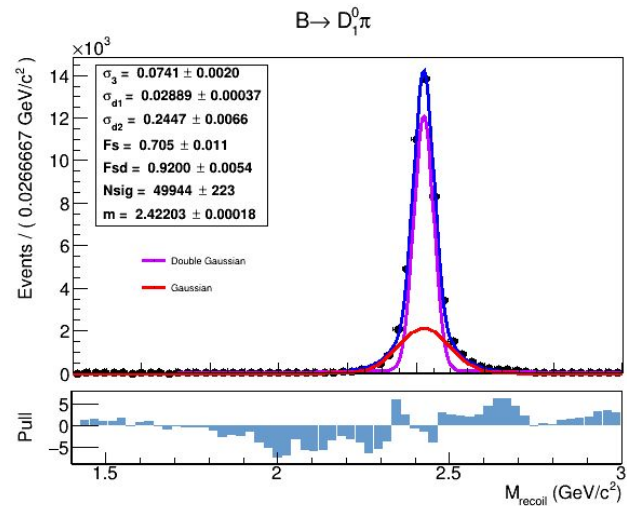 B→ D₁⁰π
×10³
σ₃ = 0.0741 ± 0.0020
σ_d1 = 0.02889 ± 0.00037
σ_d2 = 0.2447 ± 0.0066
Fs = 0.705 ± 0.011
Fsd = 0.9200 ± 0.0054
Nsig = 49944 ± 223
m = 2.42203 ± 0.00018
Double Gaussian
Gaussian
Events / ( 0.0266667 GeV/c² )
14
12
10
8
6
4
2
0
Pull
5
0
−5
1.5 2 2.5 3
M_recoil (GeV/c²)